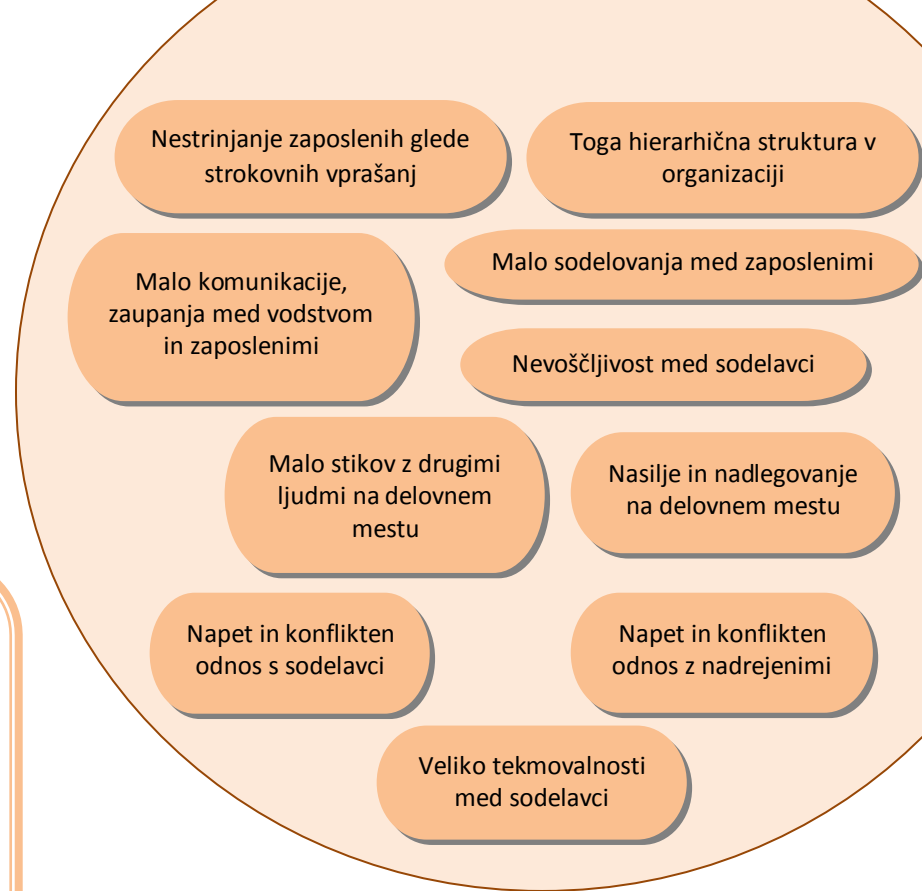 Nestrinjanje zaposlenih glede
strokovnih vprašanj
Toga hierarhična struktura v
organizaciji
Malo komunikacije,
zaupanja med vodstvom
in zaposlenimi
Malo sodelovanja med zaposlenimi
Nevoščljivost med sodelavci
Malo stikov z drugimi
ljudmi na delovnem
mestu
Nasilje in nadlegovanje
na delovnem mestu
Napet in konflikten
odnos s sodelavci
Napet in konflikten
odnos z nadrejenimi
Veliko tekmovalnosti
med sodelavci